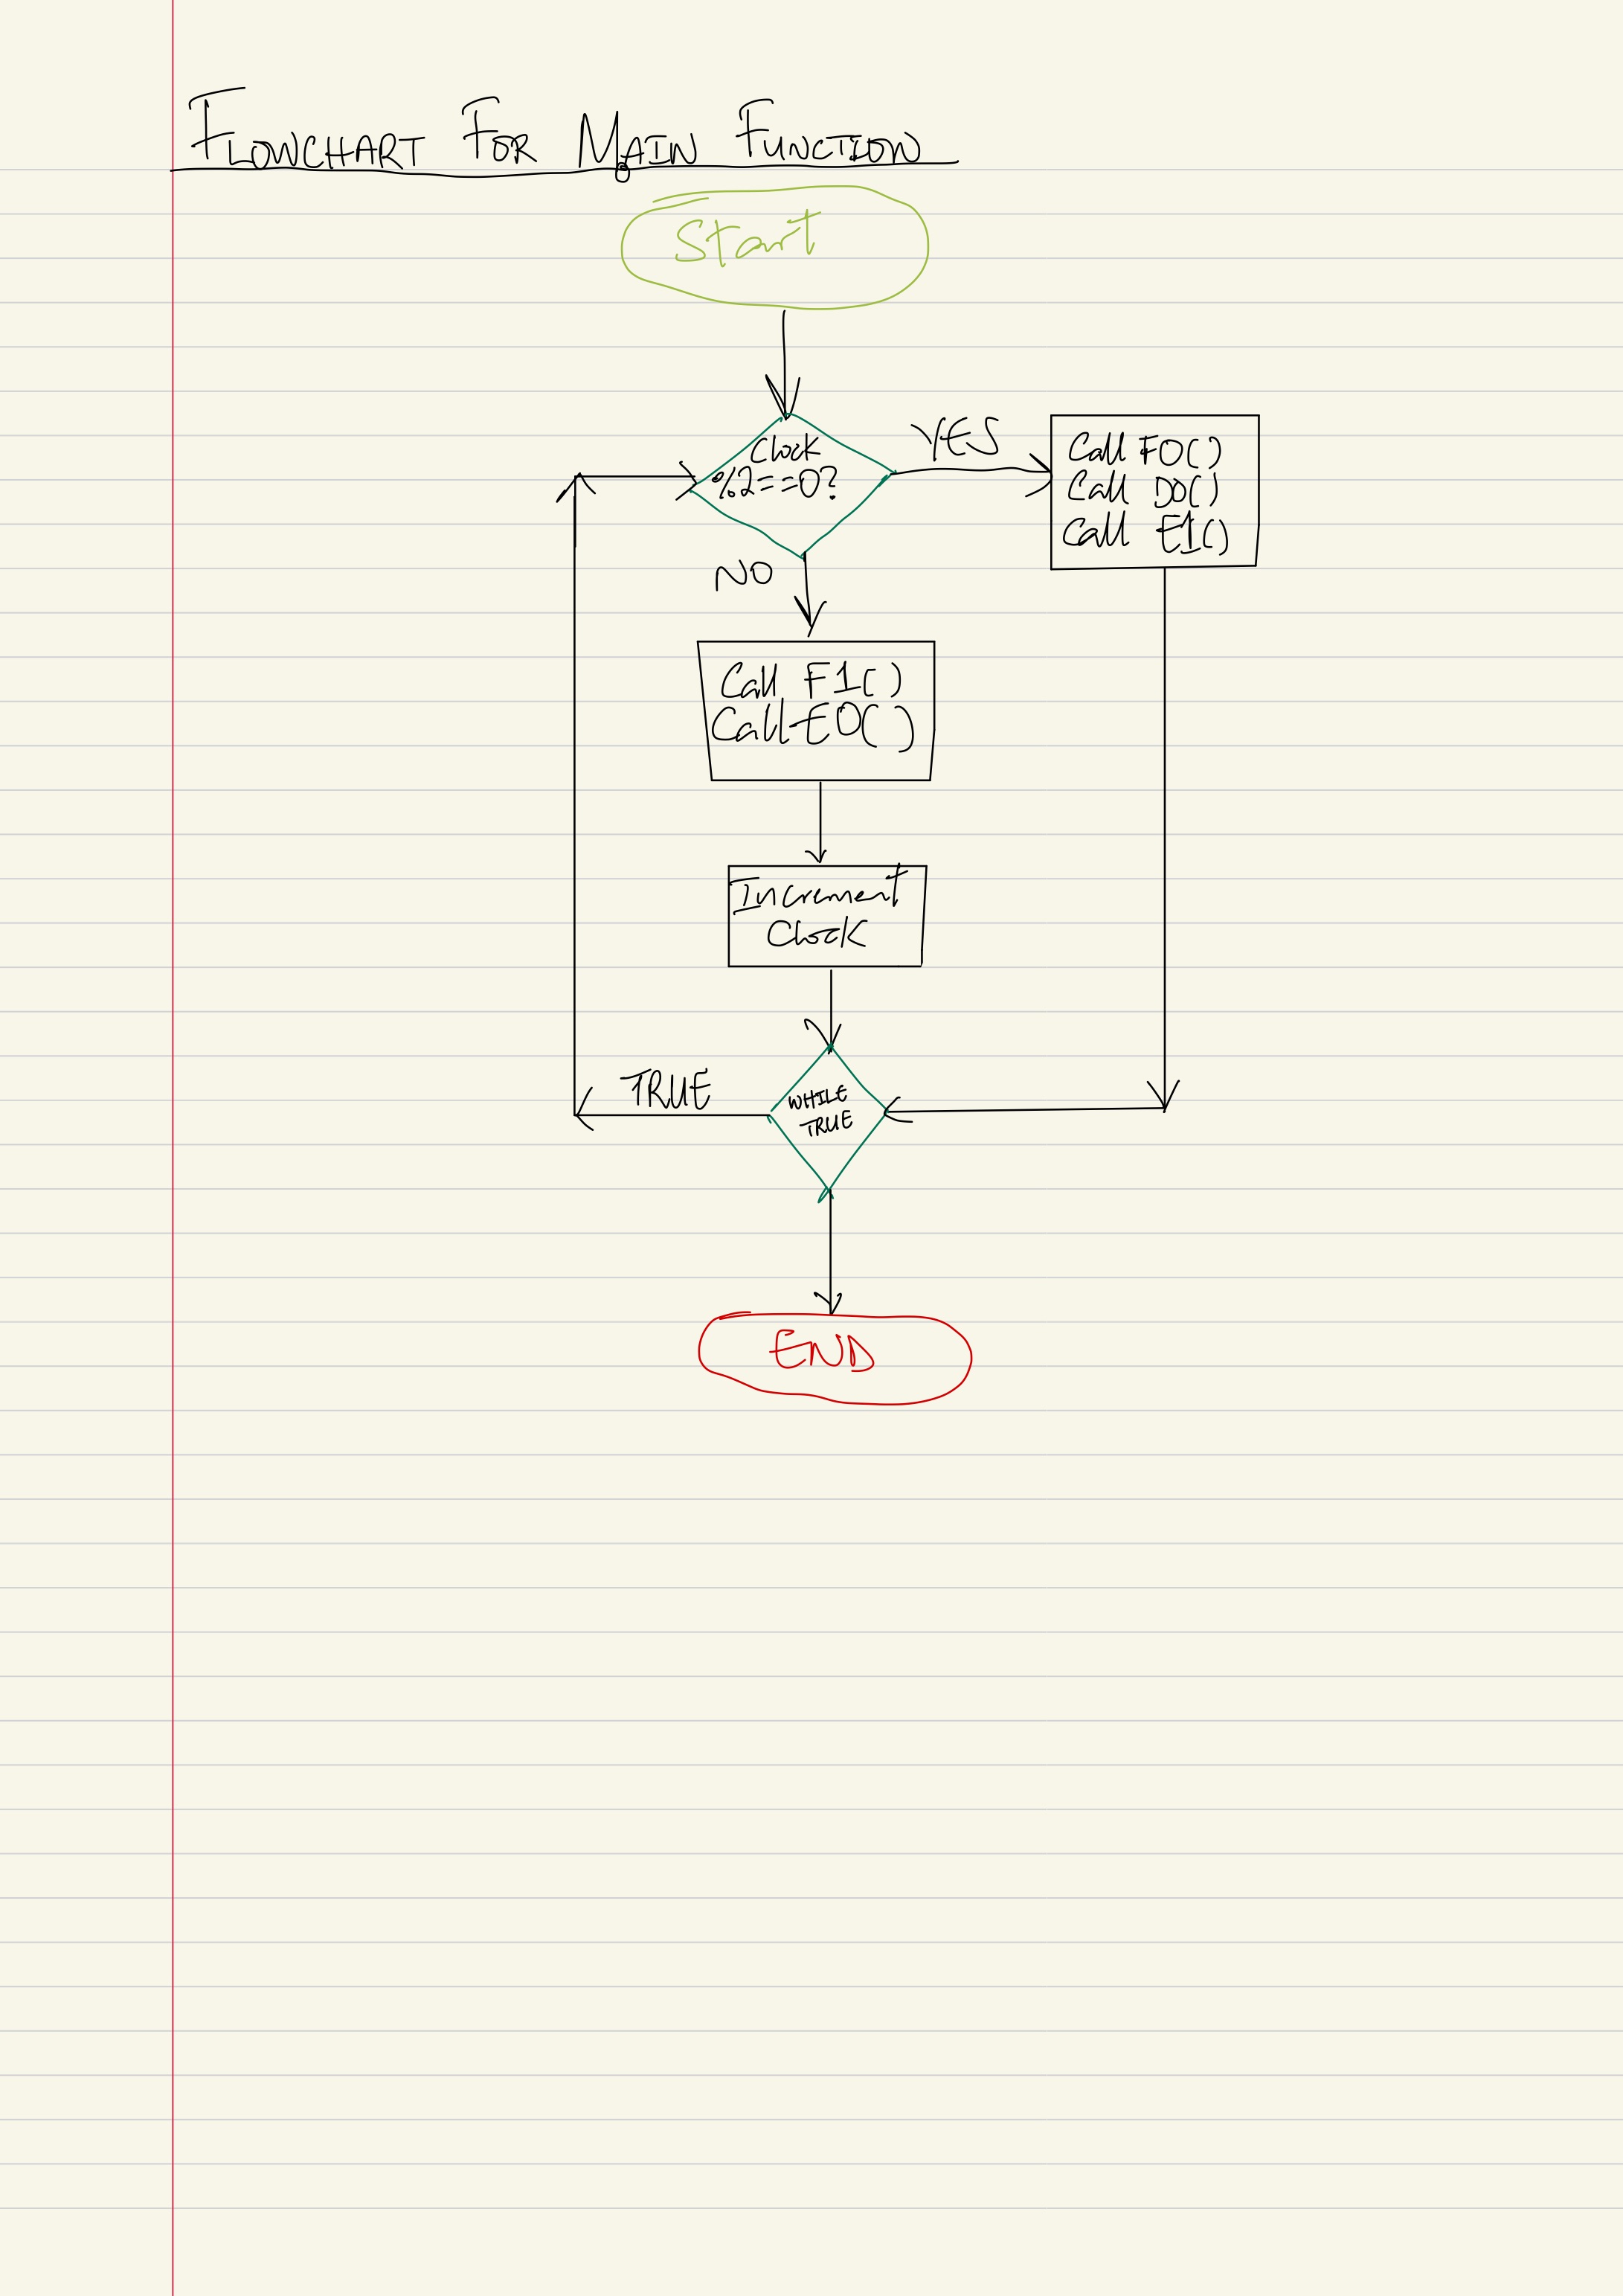 FLOWCHART FOR MAIN FUNCTION
Start
Clock
%2==0?
YES
Call F0()
Call D0()
Call E1()
NO
Call F1()
Call E0()
Increment
Clock
TRUE
WHILE
TRUE
END